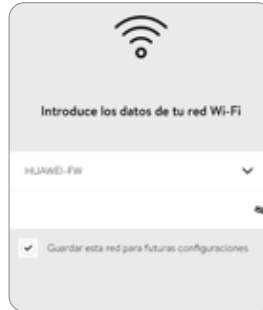 Introduce los datos de tu red Wi-Fi
HUAWEI-FW
Guardar esta red para futuras configuraciones